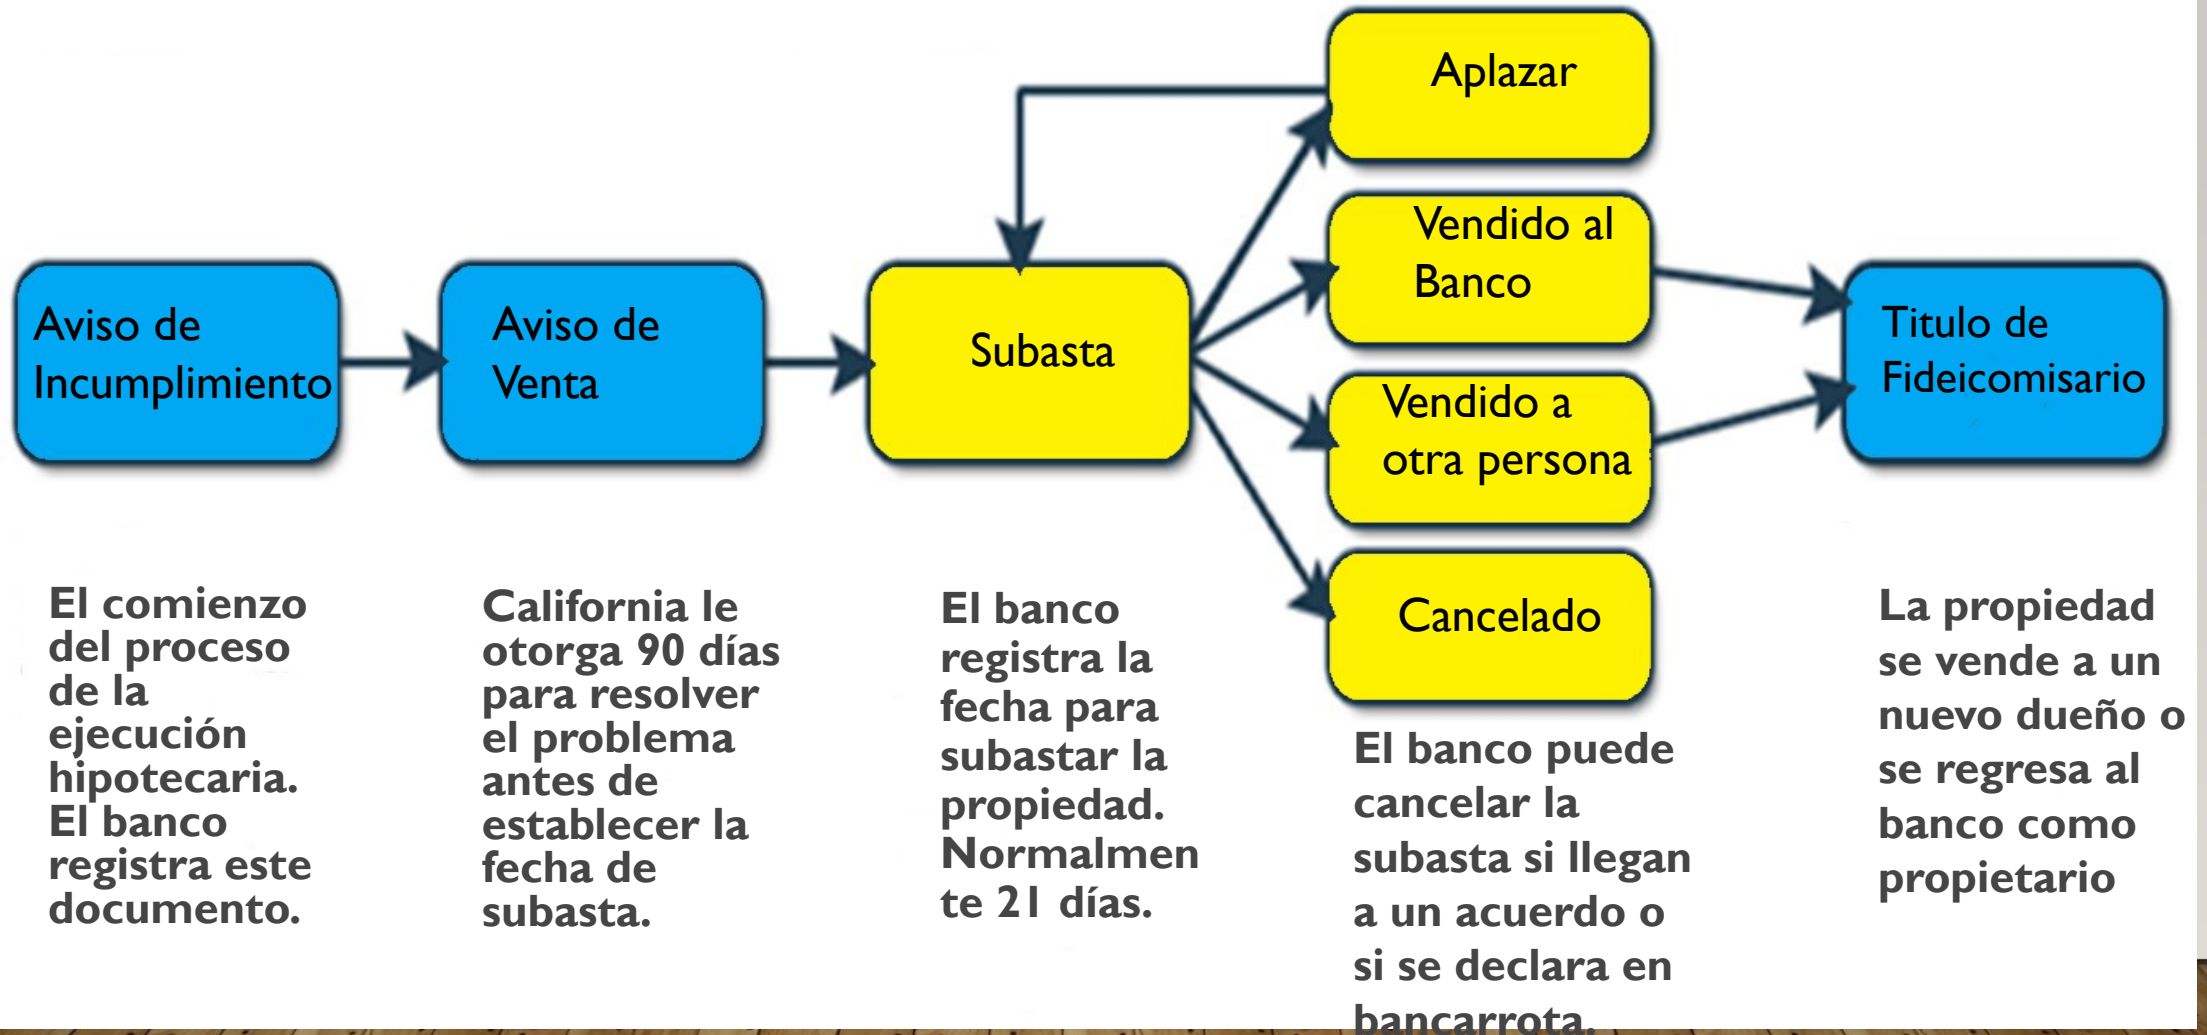 Aviso de
Incumplimiento
Aviso de
Venta
Subasta
Aplazar
Vendido al
Banco
Vendido a
otra persona
Cancelado
Titulo de
Fideicomisario
El comienzo
del proceso
de la
ejecución
hipotecaria.
El banco
registra este
documento.
California le
otorga 90 días
para resolver
el problema
antes de
establecer la
fecha de
subasta.
El banco
registra la
fecha para
subastar la
propiedad.
Normalmen
te 21 días.
El banco puede
cancelar la
subasta si llegan
a un acuerdo o
si se declara en
bancarrota.
La propiedad
se vende a un
nuevo dueño o
se regresa al
banco como
propietario